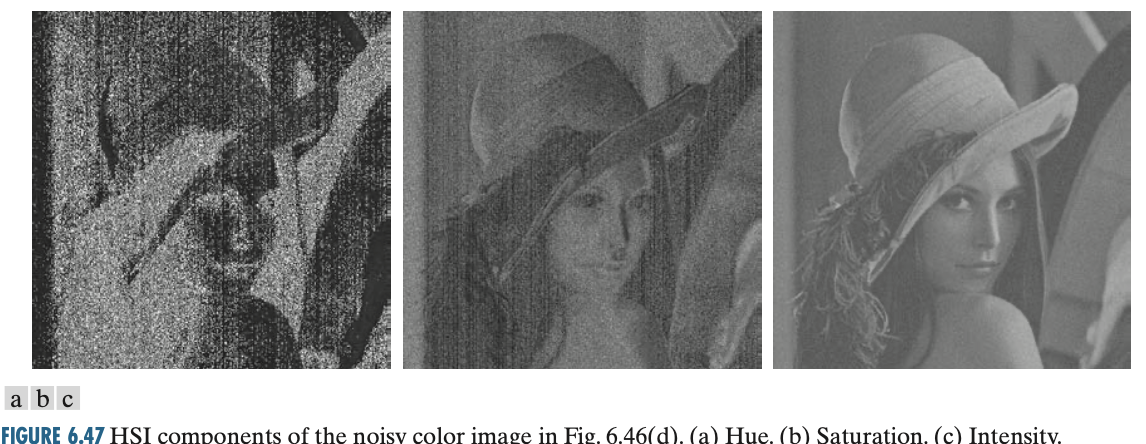 a b c
FIGURE 6.47 HSI components of the noisy color image in Fig. 6.46(d). (a) Hue. (b) Saturation. (c) Intensity.